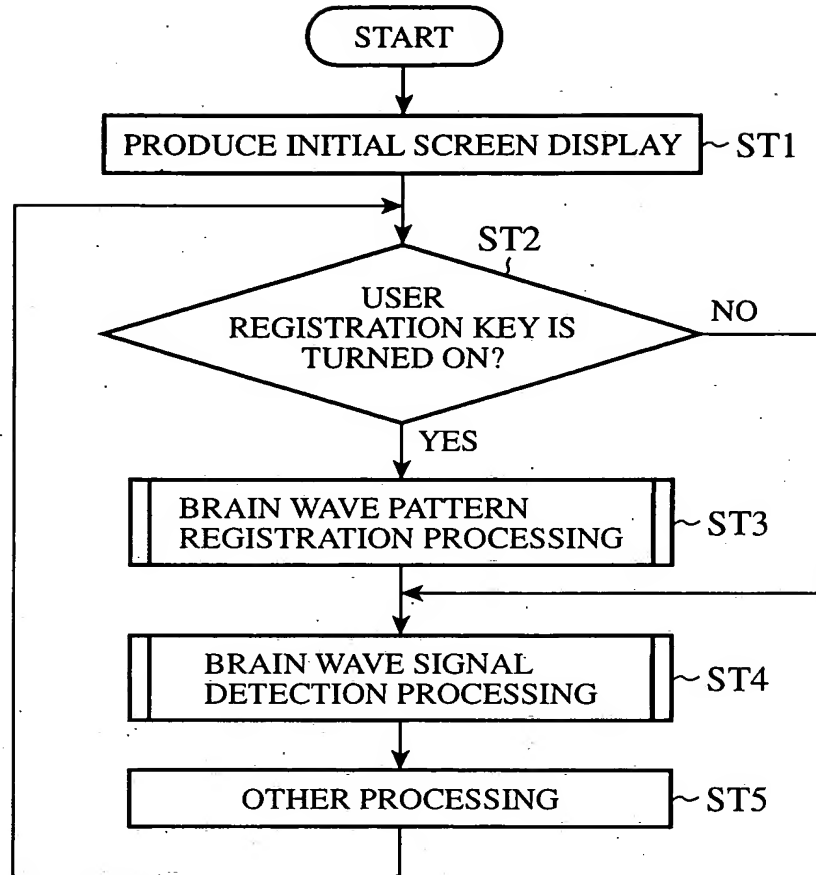 START
PRODUCE INITIAL SCREEN DISPLAY
ST1
ST2
USER
REGISTRATION KEY IS
TURNED ON?
NO
YES
BRAIN WAVE PATTERN
REGISTRATION PROCESSING
ST3
BRAIN WAVE SIGNAL
DETECTION PROCESSING
ST4
OTHER PROCESSING
ST5